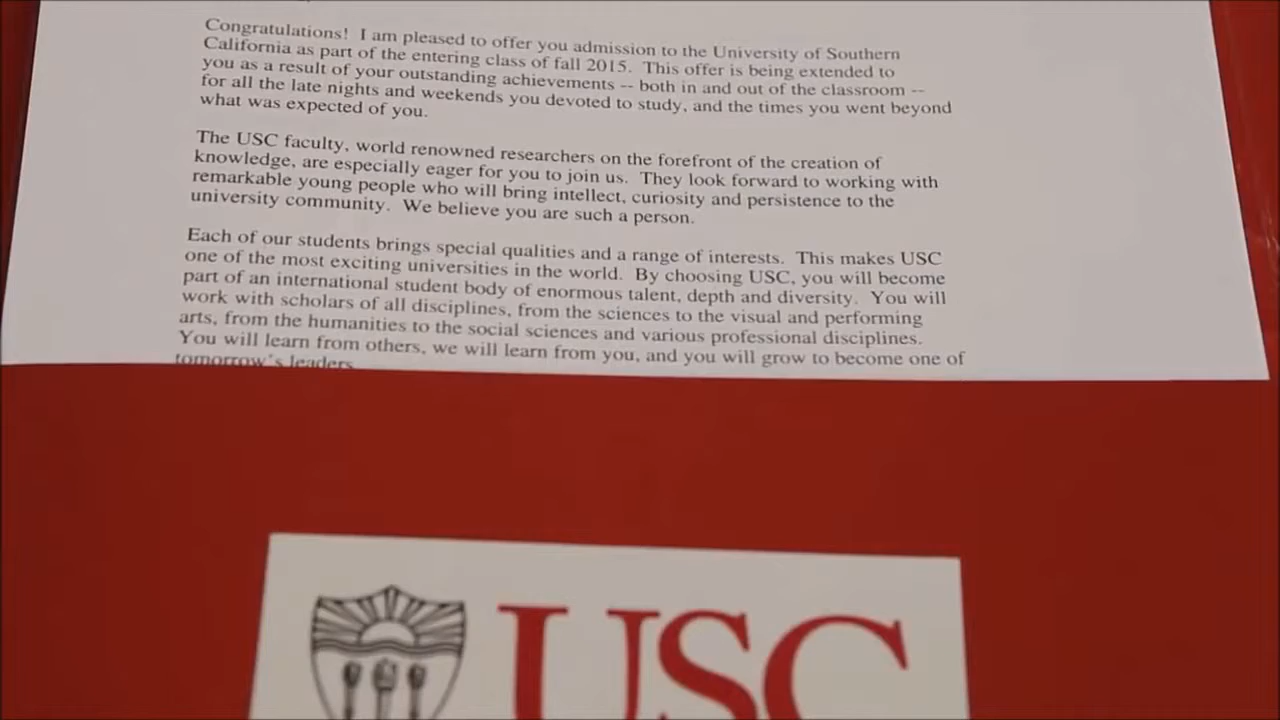 Congratulations! I am pleased to offer you admission to the University of Southern
California as part of the entering class of fall 2015. This offer is being extended to
you as a result of your outstanding achievements -- both in and out of the classroom --
for all the late nights and weekends you devoted to study, and the times you went beyond
what was expected of you.
The USC faculty, world renowned researchers on the forefront of the creation of
knowledge, are especially eager for you to join us. They look forward to working with
remarkable young people who will bring intellect, curiosity and persistence to the
university community. We believe you are such a person.
Each of our students brings special qualities and a range of interests. This makes USC
one of the most exciting universities in the world. By choosing USC, you will become
part of an international student body of enormous talent, depth and diversity. You will
work with scholars of all disciplines, from the sciences to the visual and performing
arts, from the humanities to the social sciences and various professional disciplines.
You will learn from others, we will learn from you, and you will grow to become one of
tomorrow's leaders
USC